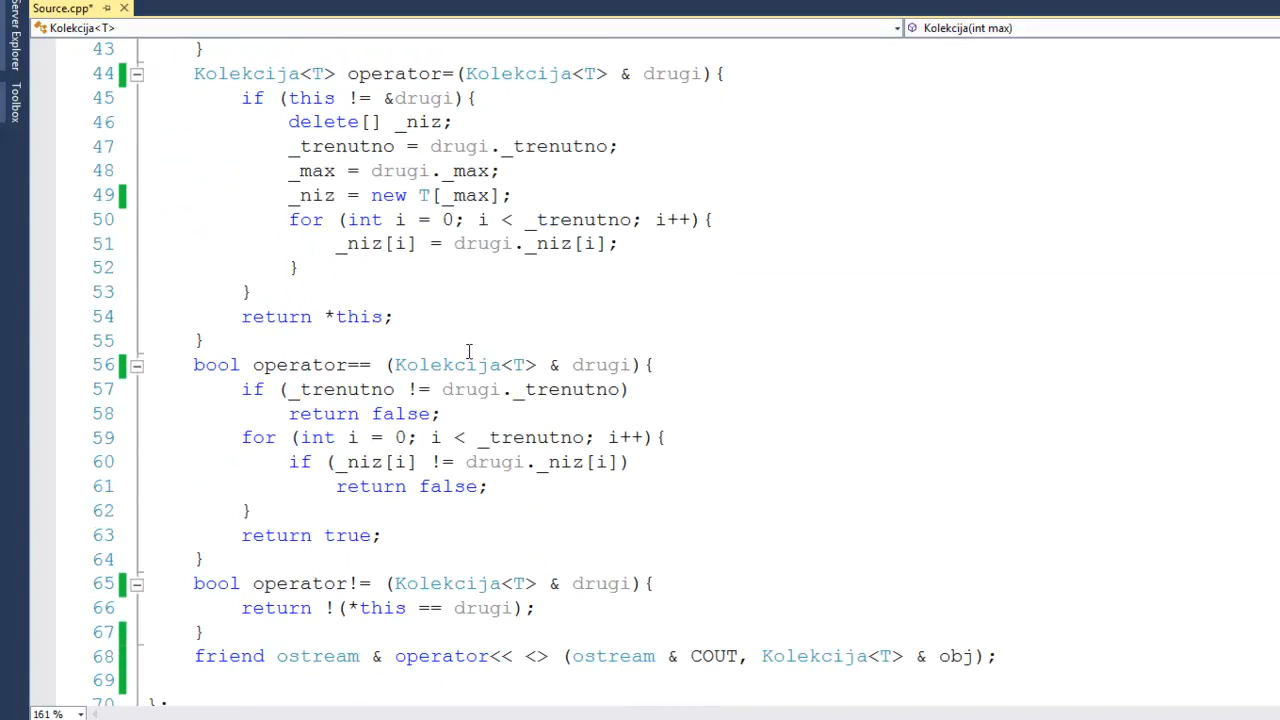 Source.cpp*
Server Explorer
Toolbox
Kolekcija<T>
Kolekcija(int max)
43 }
44 Kolekcija<T> operator=(Kolekcija<T> & drugi){
45 if (this != &drugi){
46 delete[] _niz;
47 _trenutno = drugi._trenutno;
48 _max = drugi._max;
49 _niz = new T[_max];
50 for (int i = 0; i < _trenutno; i++){
51 _niz[i] = drugi._niz[i];
52 }
53 }
54 return *this;
55 }
56 bool operator== (Kolekcija<T> & drugi){
57 if (_trenutno != drugi._trenutno)
58 return false;
59 for (int i = 0; i < _trenutno; i++){
60 if (_niz[i] != drugi._niz[i])
61 return false;
62 }
63 return true;
64 }
65 bool operator!= (Kolekcija<T> & drugi){
66 return !(*this == drugi);
67 }
68 friend ostream & operator<< <> (ostream & COUT, Kolekcija<T> & obj);
69
70 };
161 %